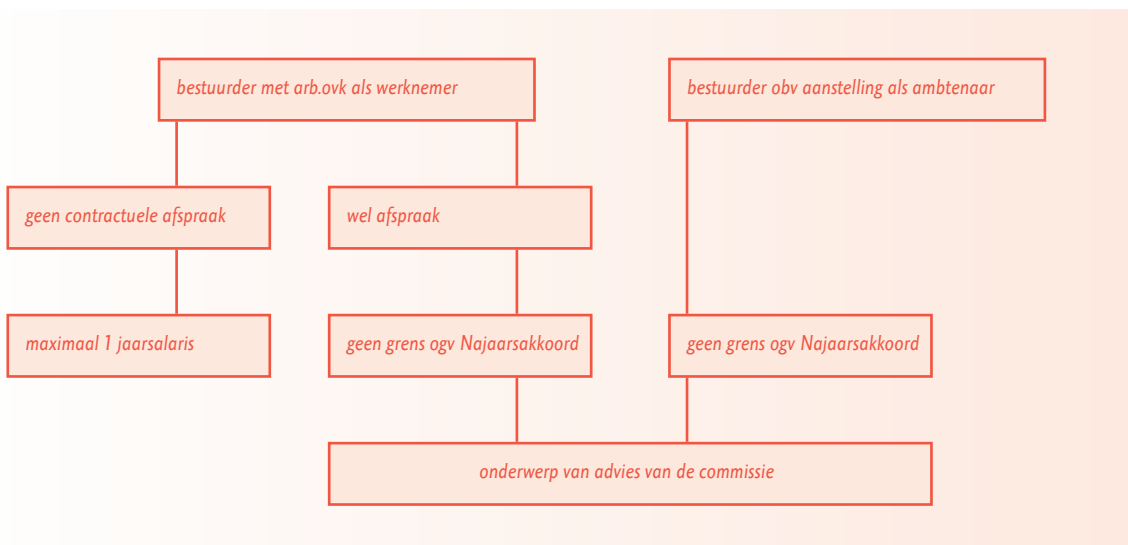 bestuurder met arb.ovk als werknemer
bestuurder obv aanstelling als ambtenaar
geen contractuele afspraak
wel afspraak
maximaal 1 jaarsalaris
geen grens ogv Najaarsakkoord
geen grens ogv Najaarsakkoord
onderwerp van advies van de commissie